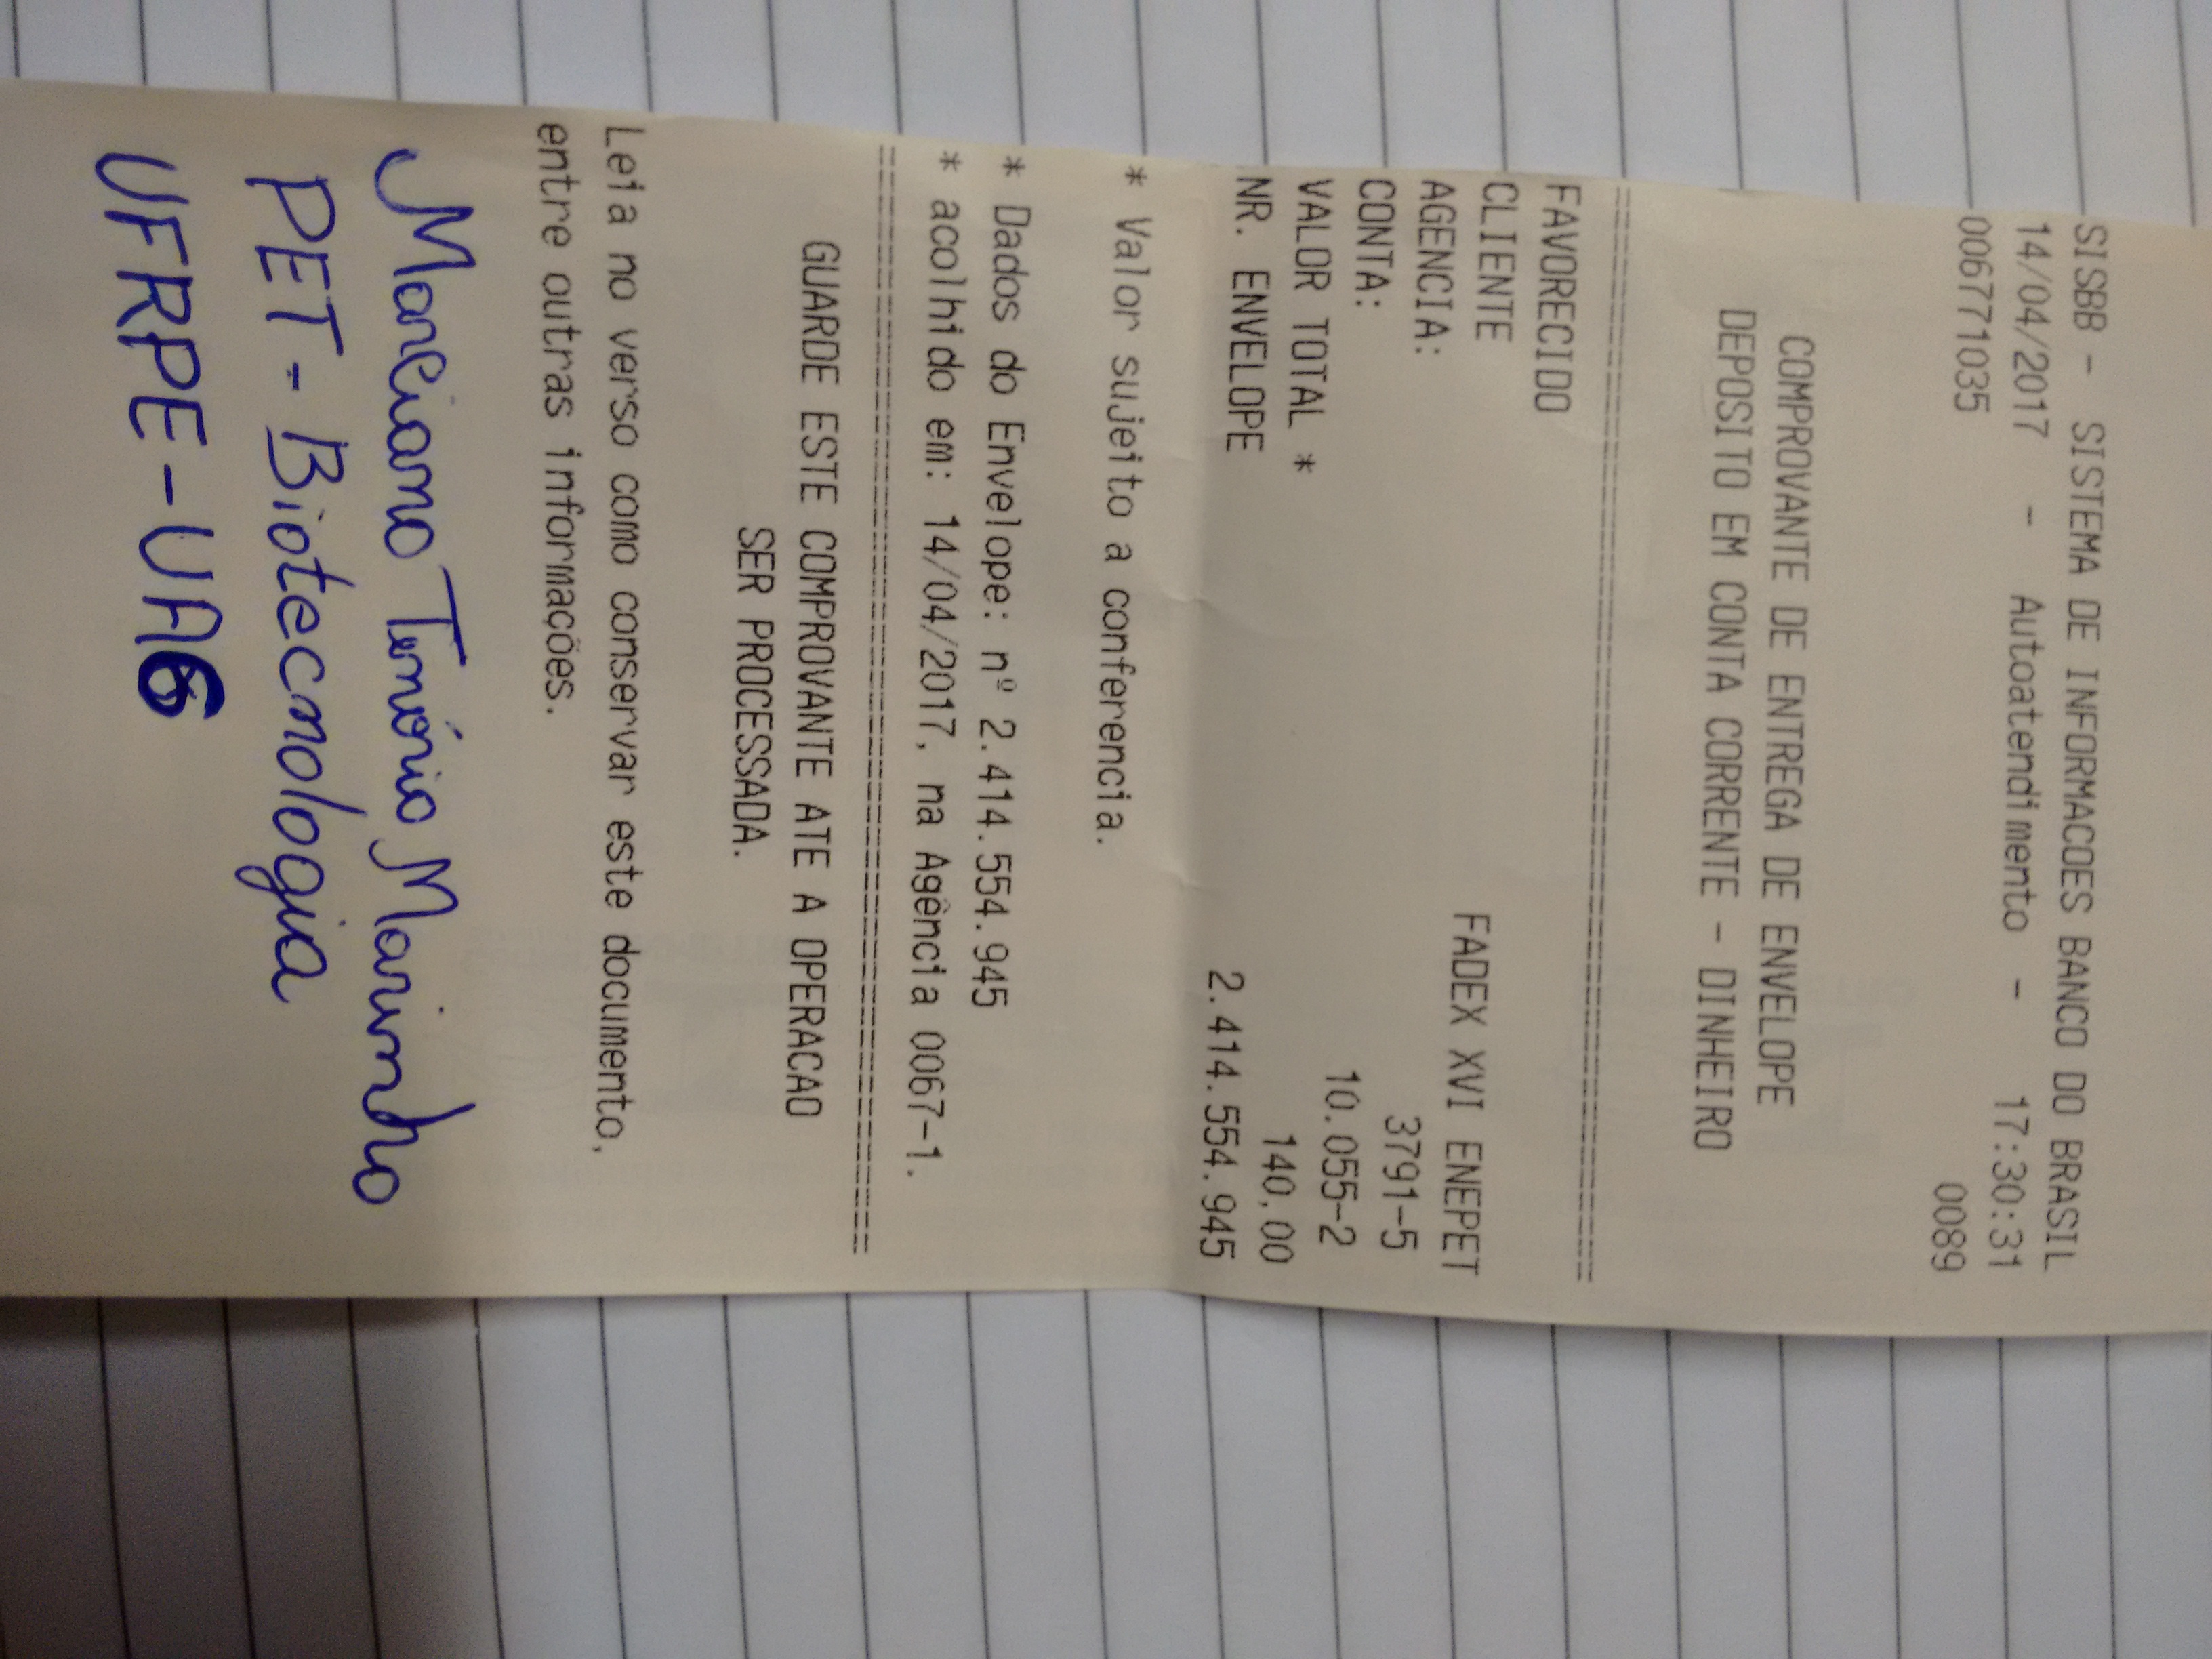 SISBB - SISTEMA DE INFORMACOES BANCO DO BRASIL
14/04/2017 - Autoatendimento - 17:30:31
006771035 0089
COMPROVANTE DE ENTREGA DE ENVELOPE
DEPOSITO EM CONTA CORRENTE - DINHEIRO
FAVORECIDO
CLIENTE FADEX XVI ENEPET
AGENCIA: 3791-5
CONTA: 10.055-2
VALOR TOTAL * 140,00
NR. ENVELOPE 2.414.554.945
* Valor sujeito a conferencia.
* Dados do Envelope: nº 2.414.554.945
* acolhido em: 14/04/2017, na Agência 0067-1.
GUARDE ESTE COMPROVANTE ATE A OPERACAO
SER PROCESSADA.
Leia no verso como conservar este documento,
entre outras informações.
Marciano Tenório Marinho
PET - Biotecnologia
UFRPE - UAG